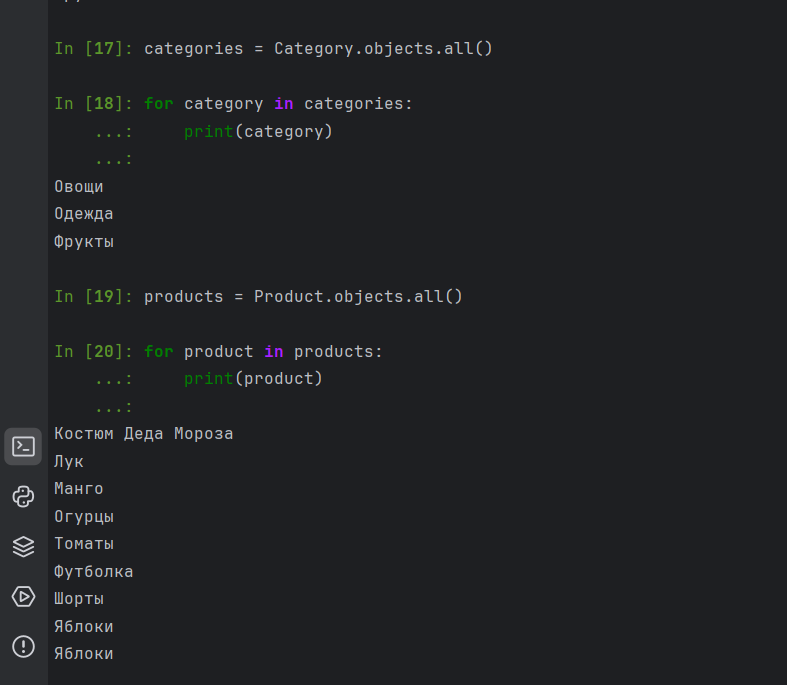 In [17]: categories = Category.objects.all()
In [18]: for category in categories:
    ...:     print(category)
    ...:
Овощи
Одежда
Фрукты
In [19]: products = Product.objects.all()
In [20]: for product in products:
    ...:     print(product)
    ...:
Костюм Деда Мороза
Лук
Манго
Огурцы
Томаты
Футболка
Шорты
Яблоки
Яблоки